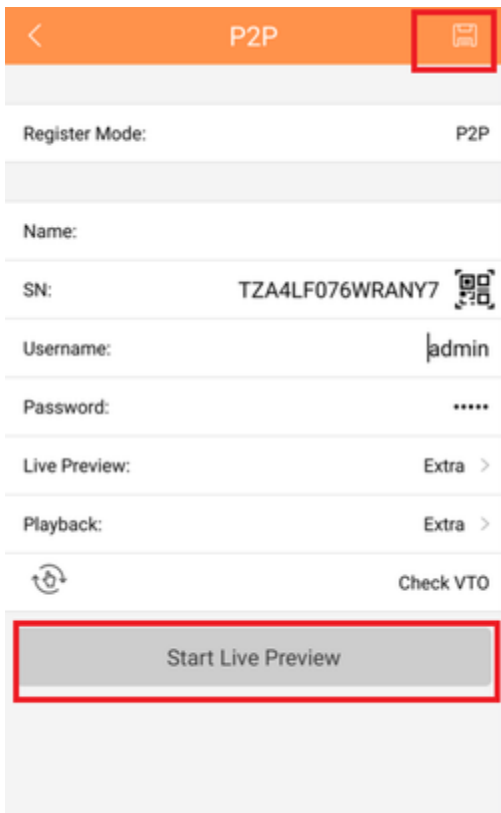 P2P
Register Mode: P2P
Name:
SN: TZA4LF076WRANY7
Username: admin
Password: •••••
Live Preview: Extra
Playback: Extra
Check VTO
Start Live Preview